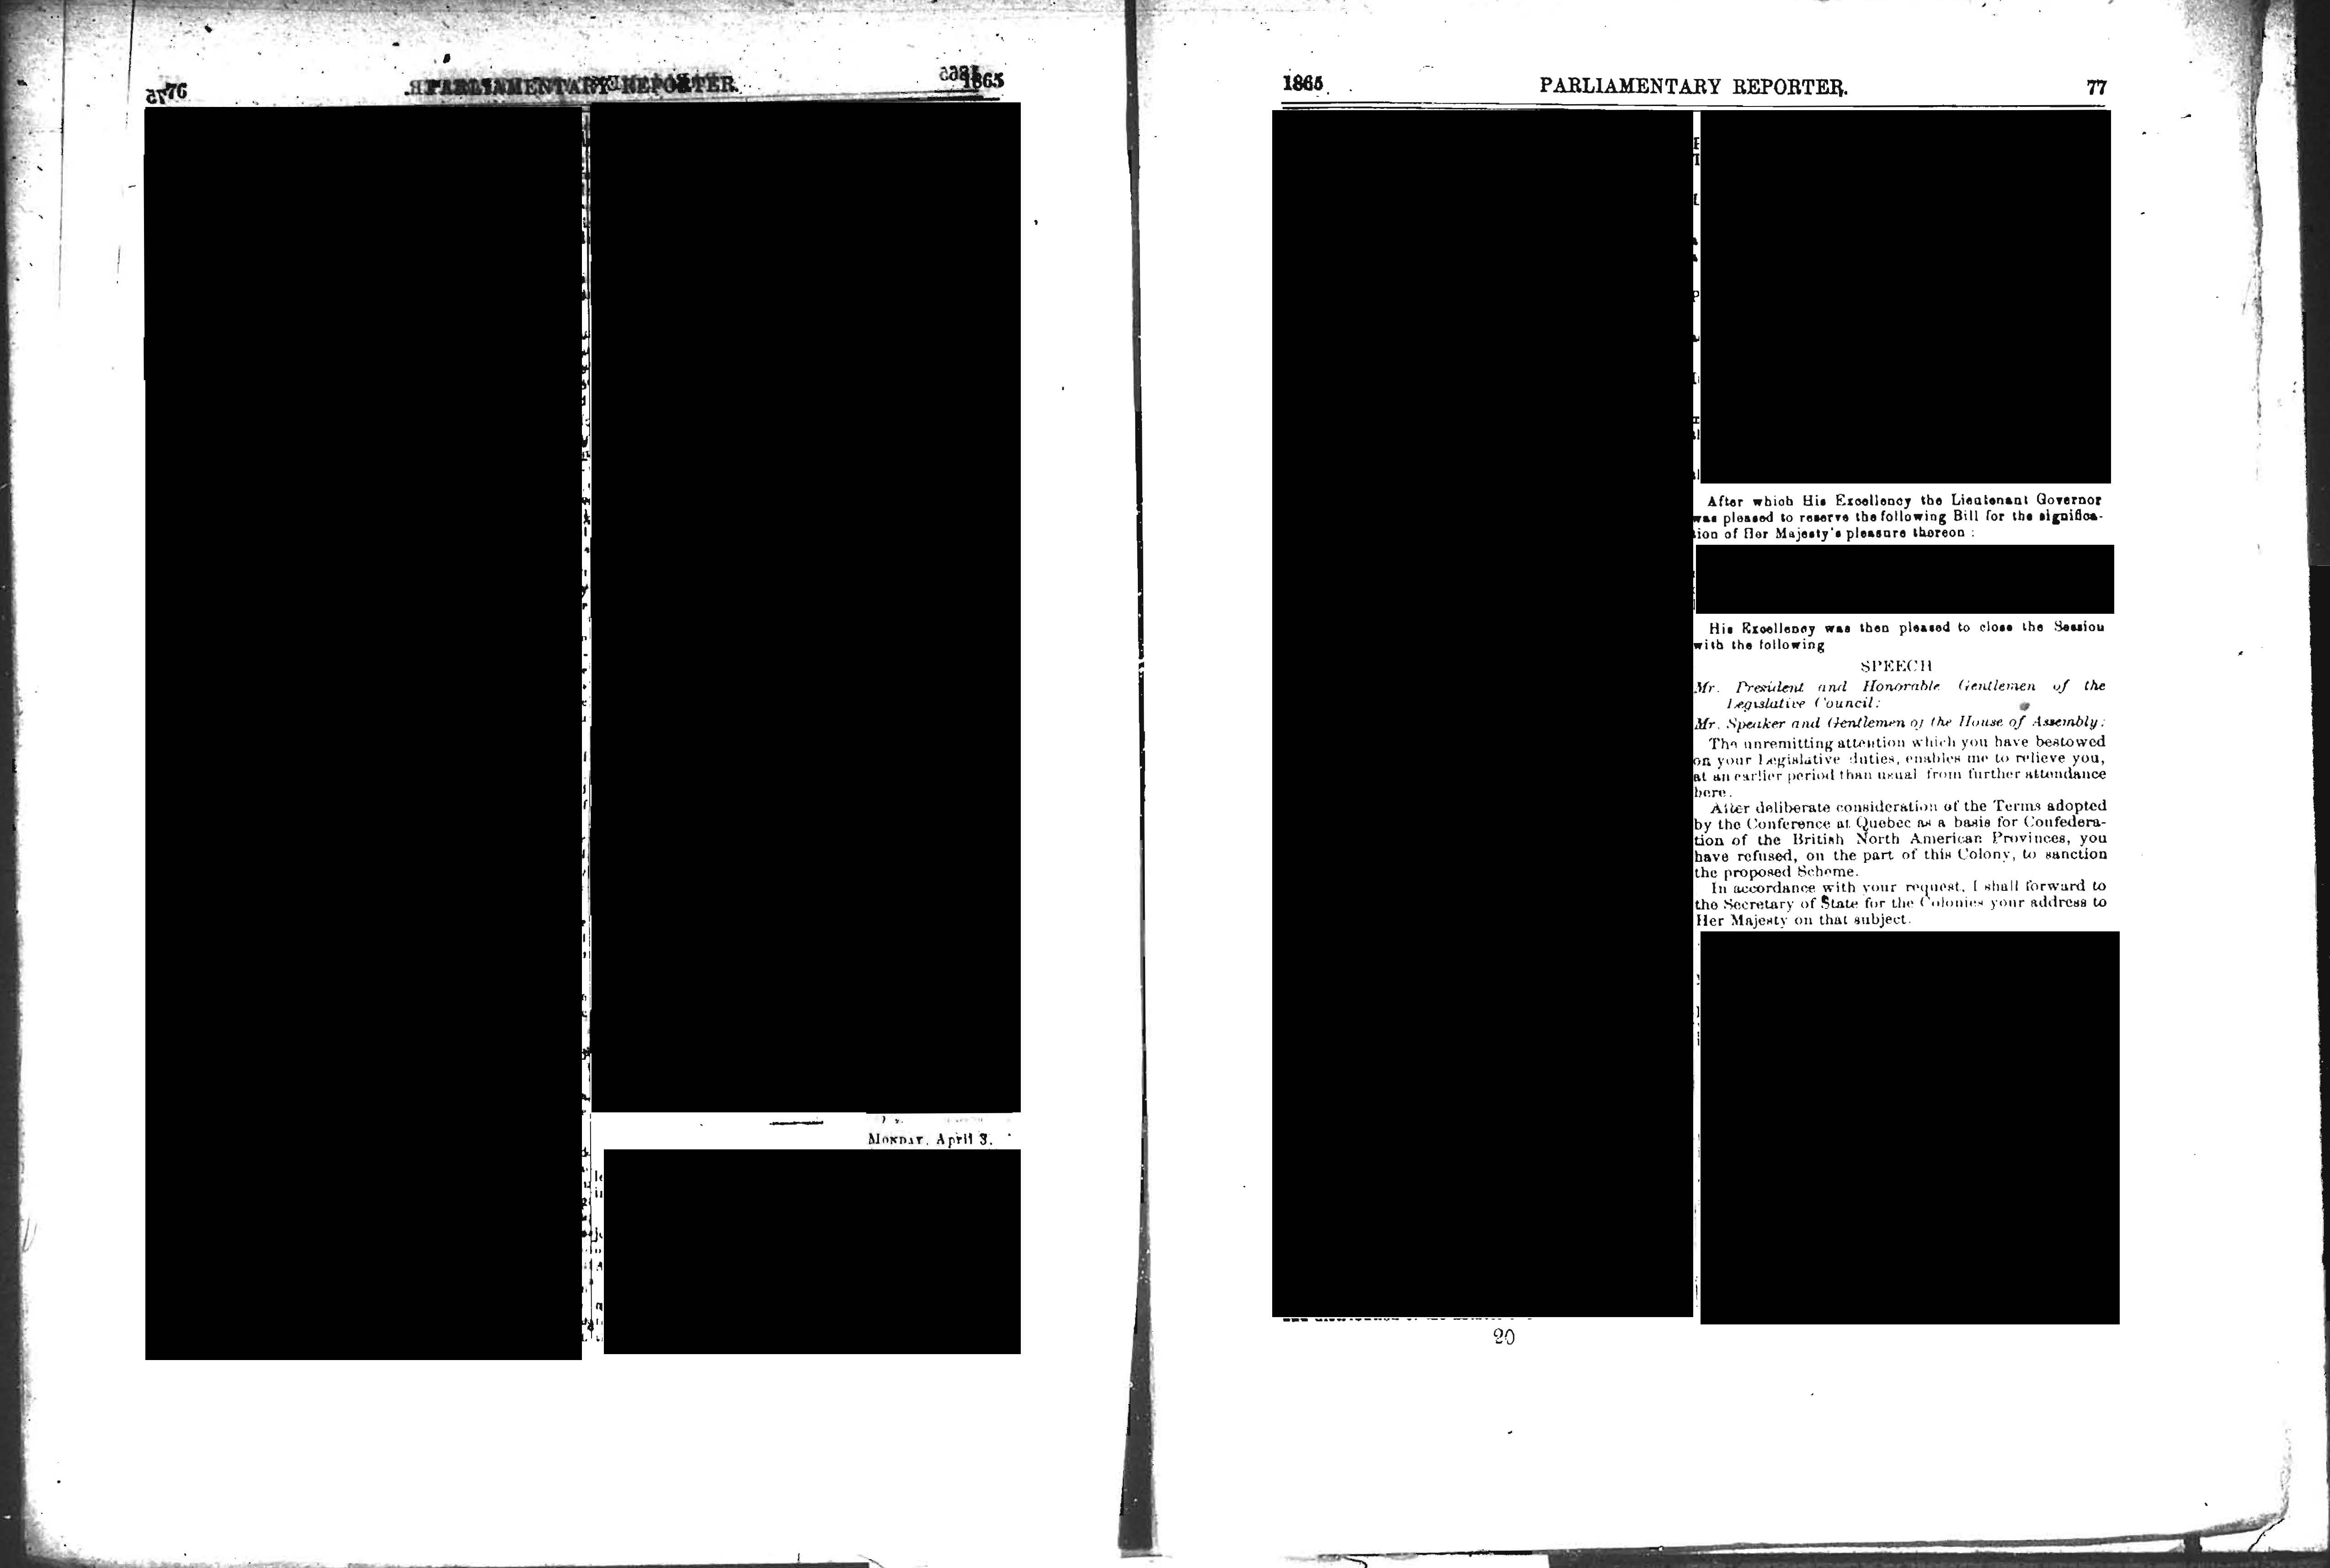 76
PARLIAMENTARY REPORTER.
1865
MONDAY, April 3.
1865
PARLIAMENTARY REPORTER.
77
After which His Excellency the Lieutenant Governor
was pleased to reserve the following Bill for the significa-
tion of Her Majesty's pleasure thereon :
His Excellency was then pleased to close the Session
with the following
SPEECH
Mr. President and Honorable Gentlemen of the
Legislative Council:
Mr. Speaker and Gentlemen of the House of Assembly:
The unremitting attention which you have bestowed
on your Legislative duties, enables me to relieve you,
at an earlier period than usual from further attendance
here.
After deliberate consideration of the Terms adopted
by the Conference at Quebec as a basis for Confedera-
tion of the British North American Provinces, you
have refused, on the part of this Colony, to sanction
the proposed Scheme.
In accordance with your request, I shall forward to
the Secretary of State for the Colonies your address to
Her Majesty on that subject.
20